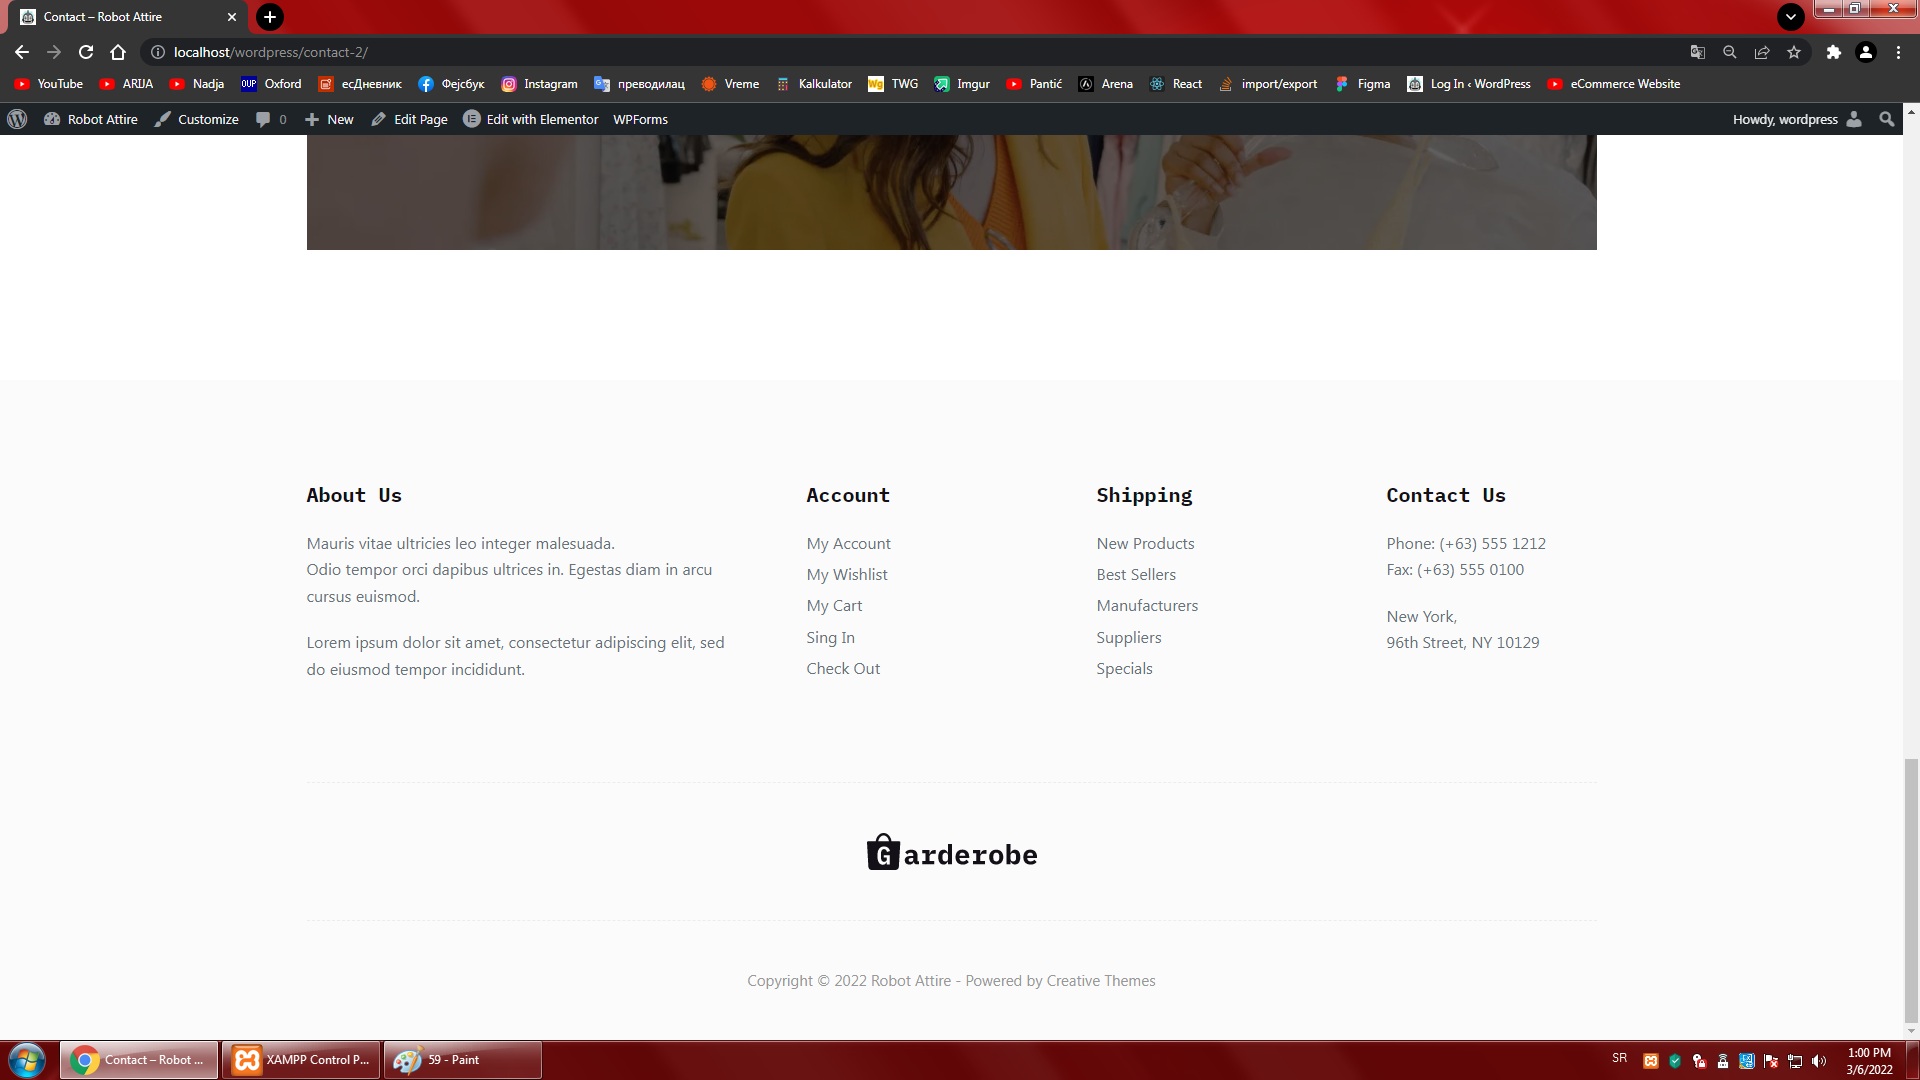 Contact – Robot Attire
localhost/wordpress/contact-2/
YouTube
ARIJA
Nadja
OUP Oxford
есДневник
Фејсбук
Instagram
преводилац
Vreme
Kalkulator
Wg TWG
Imgur
Pantić
Arena
React
import/export
Figma
Log In ‹ WordPress
eCommerce Website
Robot Attire
Customize
0
New
Edit Page
Edit with Elementor
WPForms
Howdy, wordpress
About Us
Mauris vitae ultricies leo integer malesuada.
Odio tempor orci dapibus ultrices in. Egestas diam in arcu
cursus euismod.
Lorem ipsum dolor sit amet, consectetur adipiscing elit, sed
do eiusmod tempor incididunt.
Account
My Account
My Wishlist
My Cart
Sing In
Check Out
Shipping
New Products
Best Sellers
Manufacturers
Suppliers
Specials
Contact Us
Phone: (+63) 555 1212
Fax: (+63) 555 0100
New York,
96th Street, NY 10129
Garderobe
Copyright © 2022 Robot Attire - Powered by Creative Themes
Contact – Robot ...
XAMPP Control P...
59 - Paint
SR
1:00 PM
3/6/2022